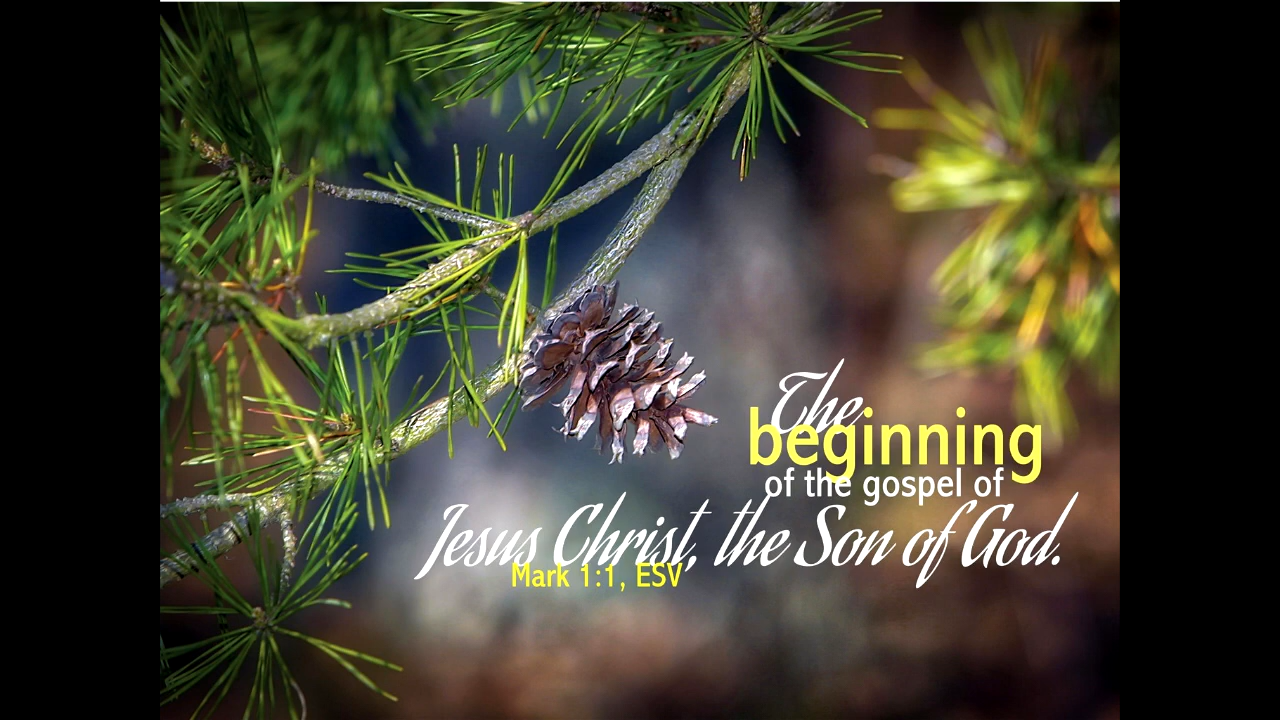 The
beginning
of the gospel of
Jesus Christ, the Son of God.
Mark 1:1, ESV